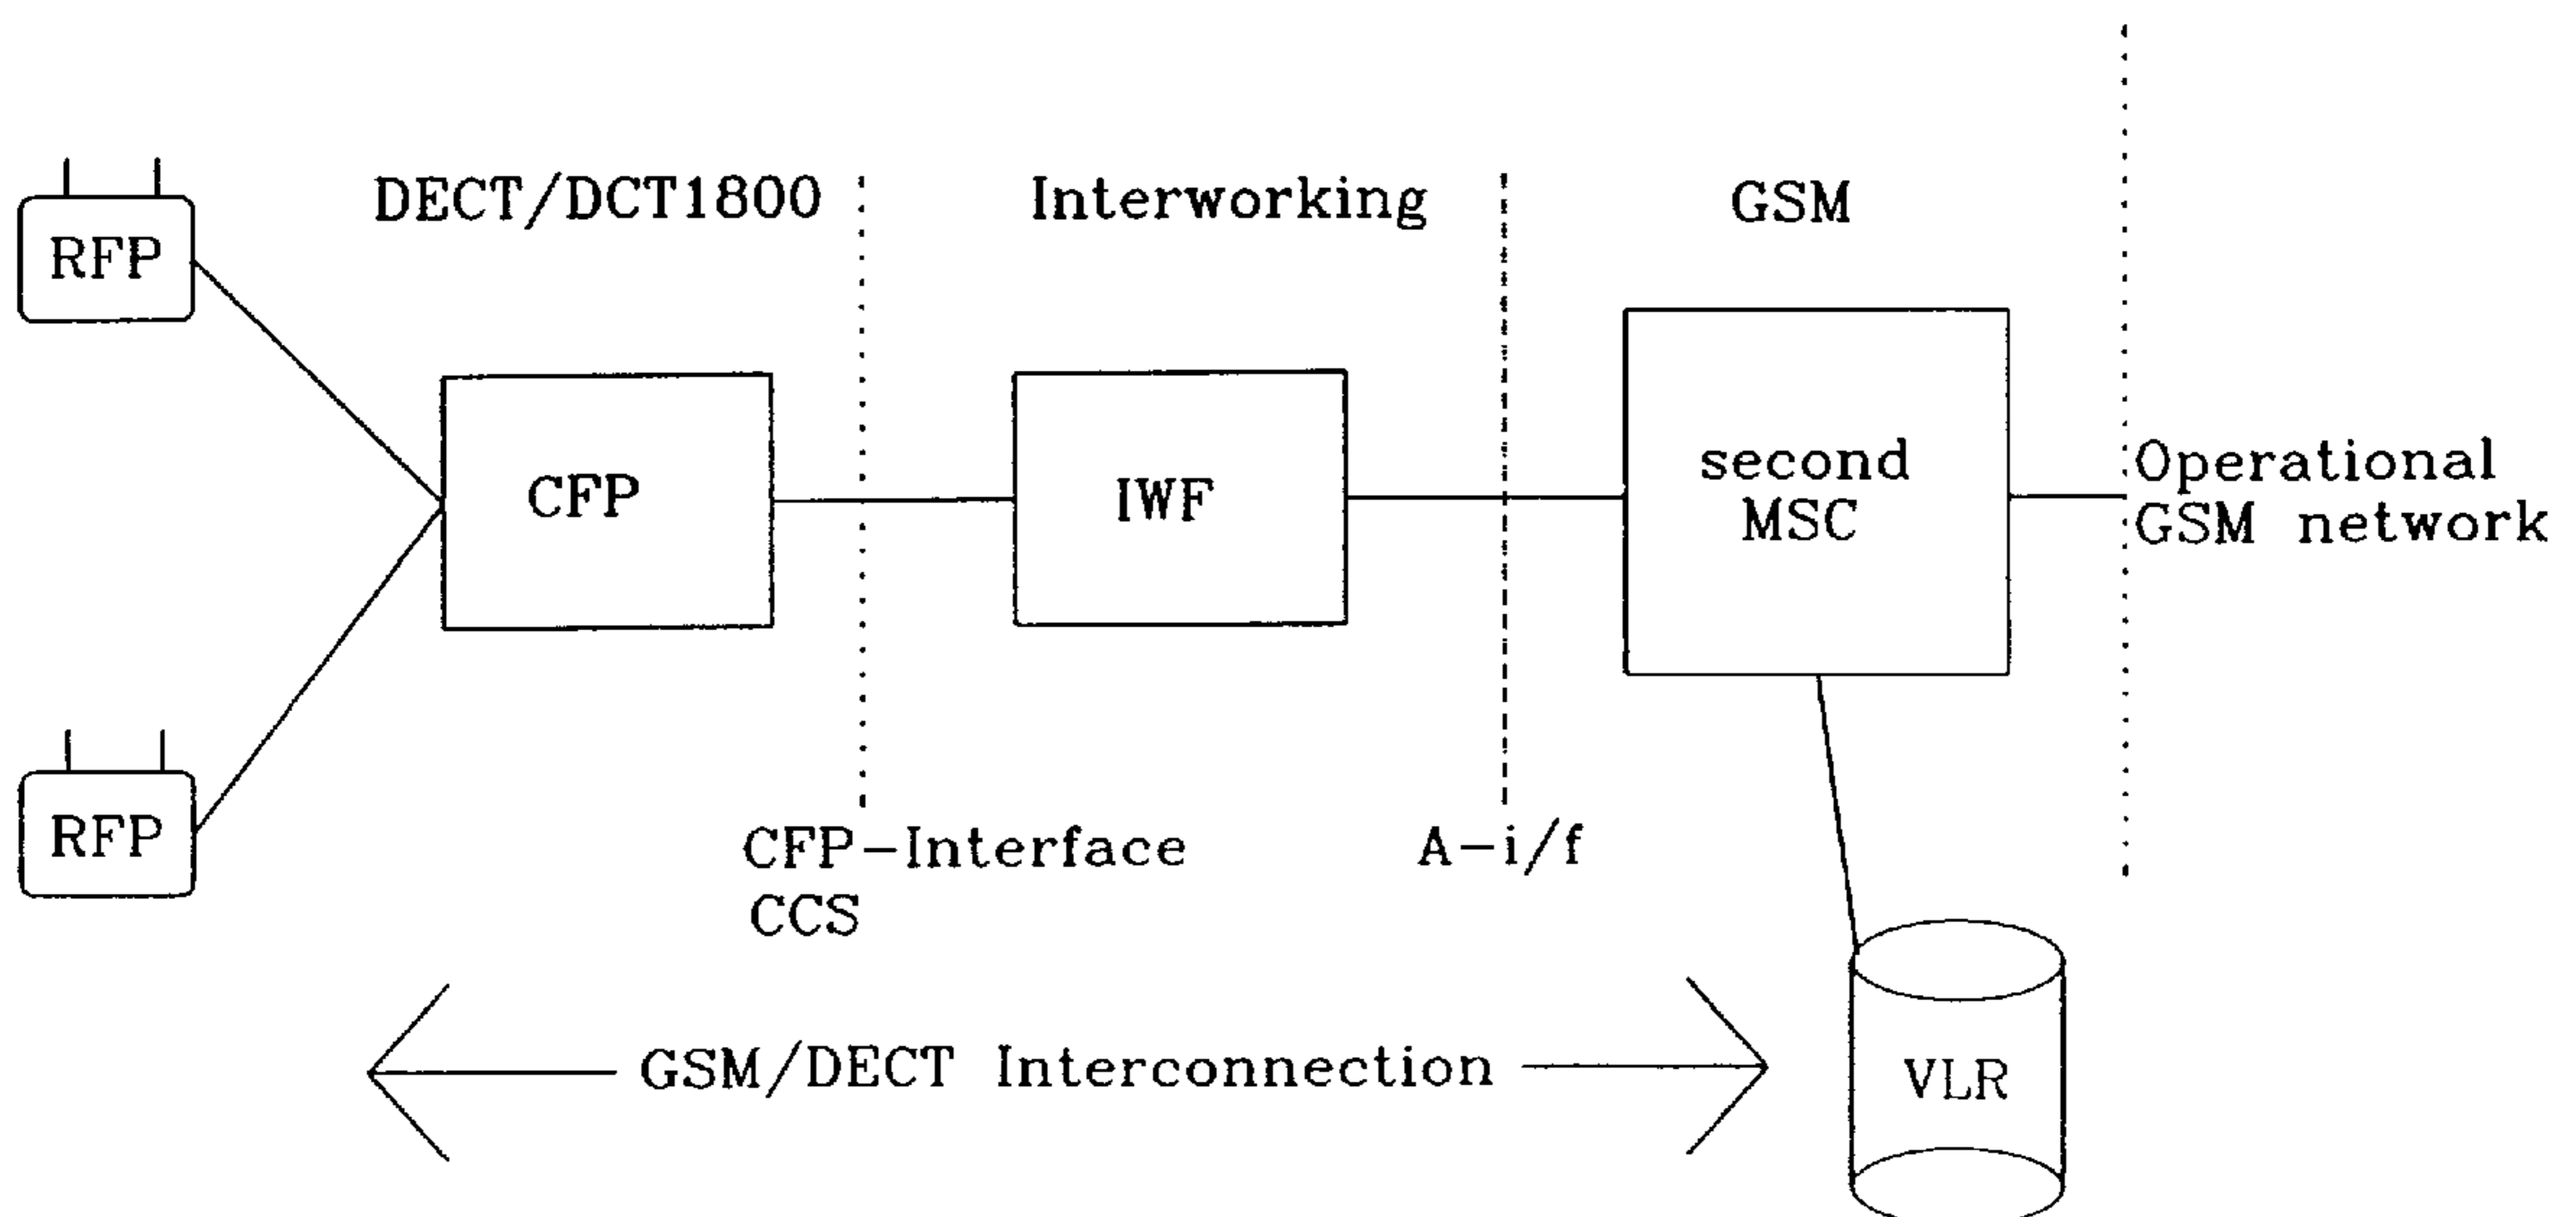 DECT/DCT1800
Interworking
GSM
RFP
CFP
IWF
second
MSC
Operational
GSM network
RFP
CFP-Interface
CCS
A-i/f
GSM/DECT Interconnection
VLR